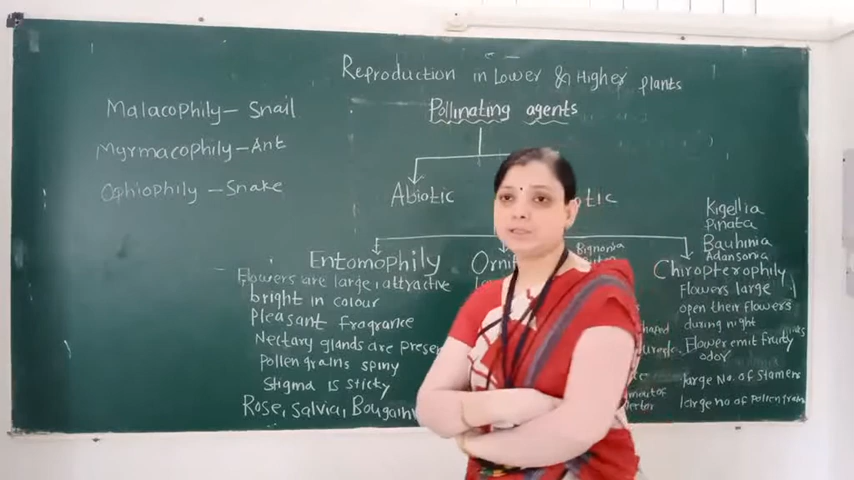 Reproduction in Lower & Higher Plants
Pollinating agents
Malacophily - Snail
Myrmacophily - Ant
Ophiophily - Snake
Abiotic
Entomophily
Flowers are large, attractive
bright in colour
Pleasant fragrance
Nectary glands are
Pollen grains spiny
Stigma is sticky
Rose, Salvia,
Bignonia
Kigellia
Pinata
Bauhinia
Adansonia
Chiropterophily
Flowers large
open their flowers
during night
Flower emit fruity
odor
large No. of Stamens
large No. of Pollen